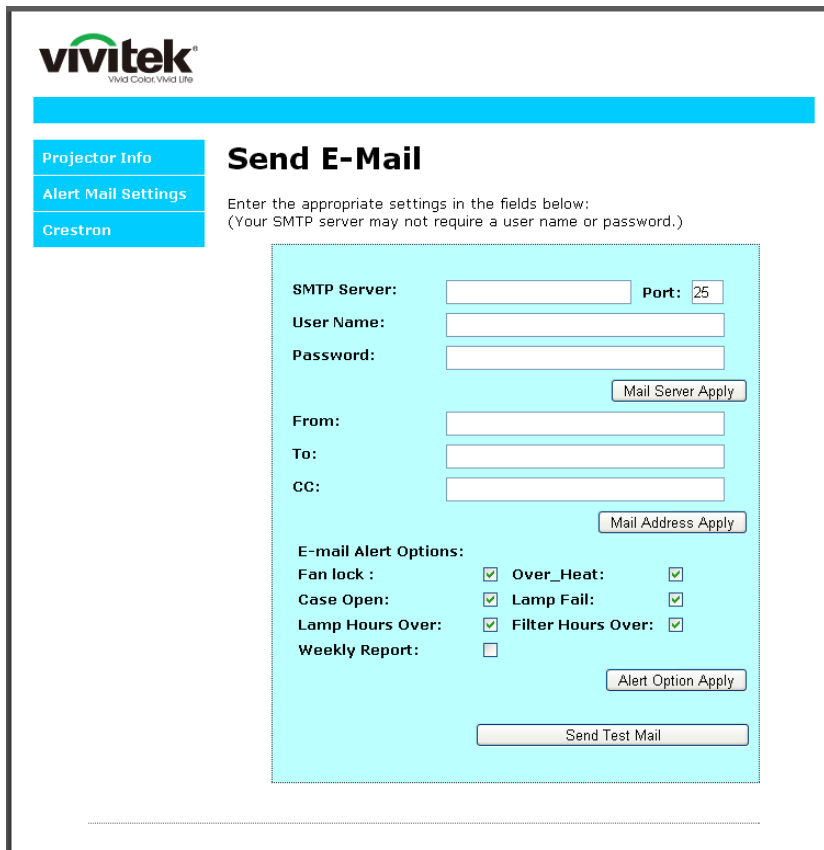 vivitek®
Vivid Color, Vivid Life
Projector Info
Alert Mail Settings
Crestron
Send E-Mail
Enter the appropriate settings in the fields below:
(Your SMTP server may not require a user name or password.)
SMTP Server: Port: 25
User Name:
Password:
Mail Server Apply
From:
To:
CC:
Mail Address Apply
E-mail Alert Options:
Fan lock : Over_Heat:
Case Open: Lamp Fail:
Lamp Hours Over: Filter Hours Over:
Weekly Report:
Alert Option Apply
Send Test Mail